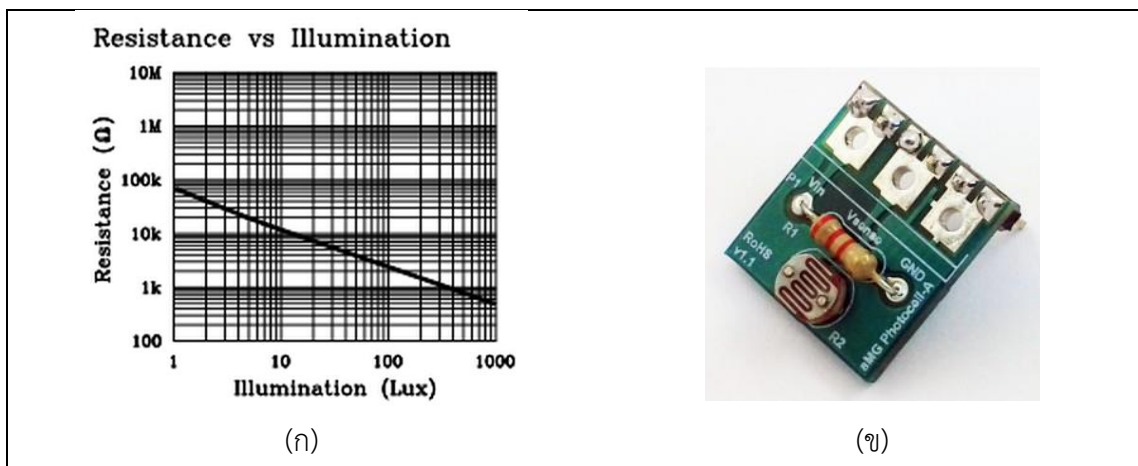 Resistance vs Illumination
10M
1M
100k
10k
1k
100
Resistance (Ω)
1 10 100 1000
Illumination (Lux)
(ก)
P1 Vin
Vsense
GND
R1
RoHS
v1.1
R2
aMG Photocell-A
(ข)